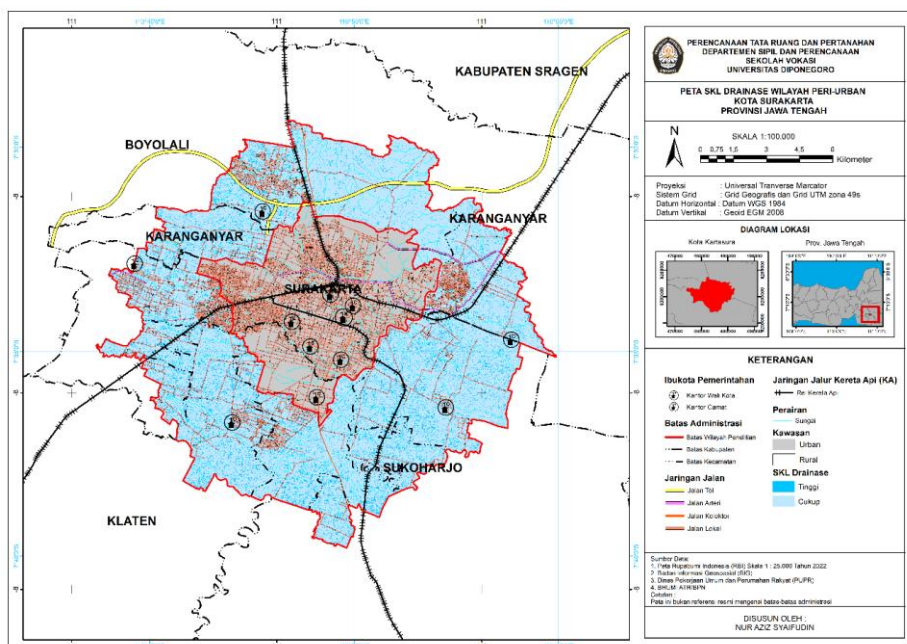 111
111
111
KABUPATEN SRAGEN
BOYOLALI
KARANGANYAR
KARANGANYAR
SURAKARTA
SUKOHARJO
KLATEN
PERENCANAAN TATA RUANG DAN PERTANAHAN
DEPARTEMEN SIPIL DAN PERENCANAAN
SEKOLAH VOKASI
UNIVERSITAS DIPONEGORO
PETA SKL DRAINASE WILAYAH PERI-URBAN
KOTA SURAKARTA
PROVINSI JAWA TENGAH
N
SKALA 1:100.000
0 0,75 1,5 3 4,5 6
Kilometer
Proyeksi : Universal Tranverse Marcator
Sistem Grid : Grid Geografis dan Grid UTM zona 49s
Datum Horizontal : Datum WGS 1984
Datum Vertikal : Geoid EGM 2008
DIAGRAM LOKASI
Kota Kartasura
Prov. Jawa Tengah
KETERANGAN
Ibukota Pemerintahan
Kantor Wali Kota
Kantor Camat
Batas Administrasi
Batas Wilayah Penelitian
Batas Kabupaten
Batas Kecamatan
Jaringan Jalan
Jalan Tol
Jalan Arteri
Jalan Kolektor
Jalan Lokal
Jaringan Jalur Kereta Api (KA)
Rel Kereta Api
Perairan
Sungai
Kawasan
Urban
Rural
SKL Drainase
Tinggi
Cukup
Sumber Data:
1. Peta Rupabumi Indonesia (RBI) Skala 1 : 25.000 Tahun 2022
2. Badan Informasi Geospasial (BIG)
3. Dinas Pekerjaan Umum dan Perumahan Rakyat (PUPR)
4. BHUMI ATR/BPN
Catatan :
Peta ini bukan referensi resmi mengenai batas-batas administrasi
DISUSUN OLEH :
NUR AZIZ SYAIFUDIN